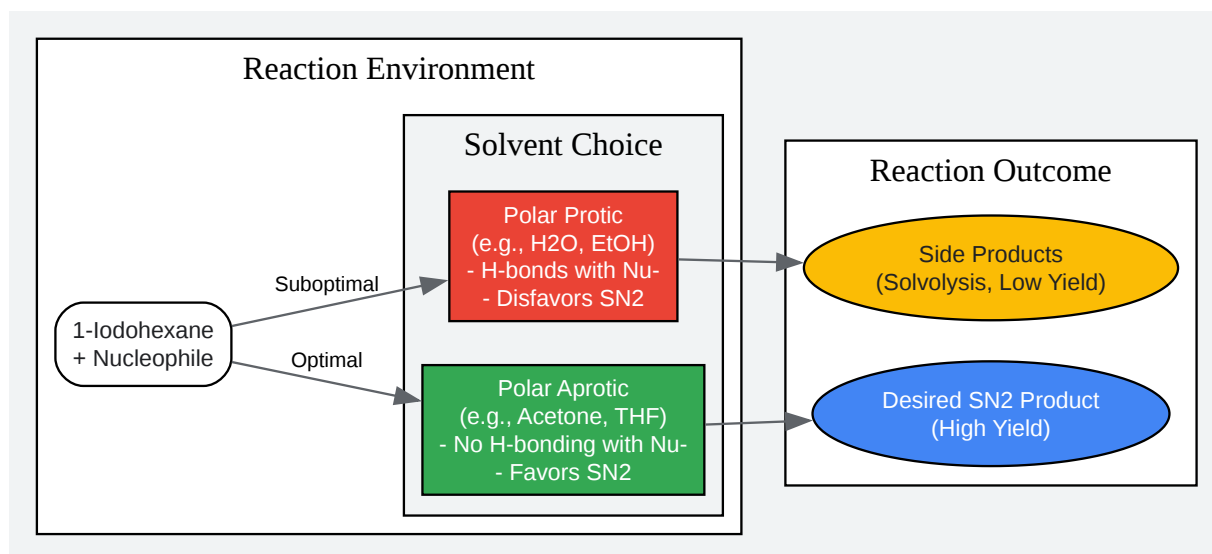 Reaction Environment
Solvent Choice
Reaction Outcome
Polar Protic
(e.g., H2O, EtOH)
- H-bonds with Nu-
- Disfavors SN2
Side Products
(Solvolysis, Low Yield)
Suboptimal
1-Iodohexane
+ Nucleophile
Optimal
Polar Aprotic
(e.g., Acetone, THF)
- No H-bonding with Nu-
- Favors SN2
Desired SN2 Product
(High Yield)